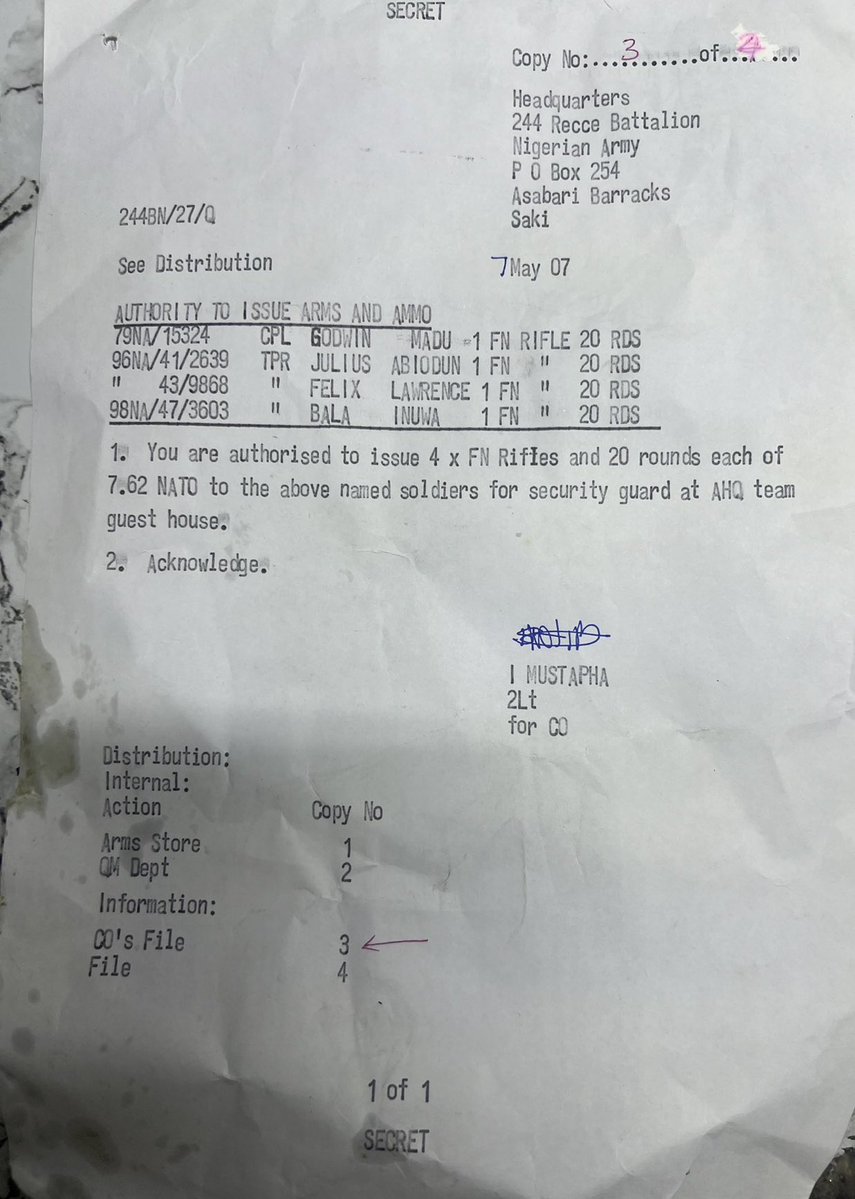 SECRET
Copy No:....3........of....4.....
Headquarters
244 Recce Battalion
Nigerian Army
P O Box 254
Asabari Barracks
Saki
244BN/27/Q
See Distribution
7 May 07
AUTHORITY TO ISSUE ARMS AND AMMO
79NA/15324 CPL GODWIN MADU =1 FN RIFLE 20 RDS
96NA/41/2639 TPR JULIUS ABIODUN 1 FN " 20 RDS
" 43/9868 " FELIX LAWRENCE 1 FN " 20 RDS
98NA/47/3603 " BALA INUWA 1 FN " 20 RDS
1. You are authorised to issue 4 x FN Rifles and 20 rounds each of
7.62 NATO to the above named soldiers for security guard at AHQ team
guest house.
2. Acknowledge.
I MUSTAPHA
2Lt
for CO
Distribution:
Internal:
Action Copy No
Arms Store 1
QM Dept 2
Information:
CO's File 3
File 4
1 of 1
SECRET